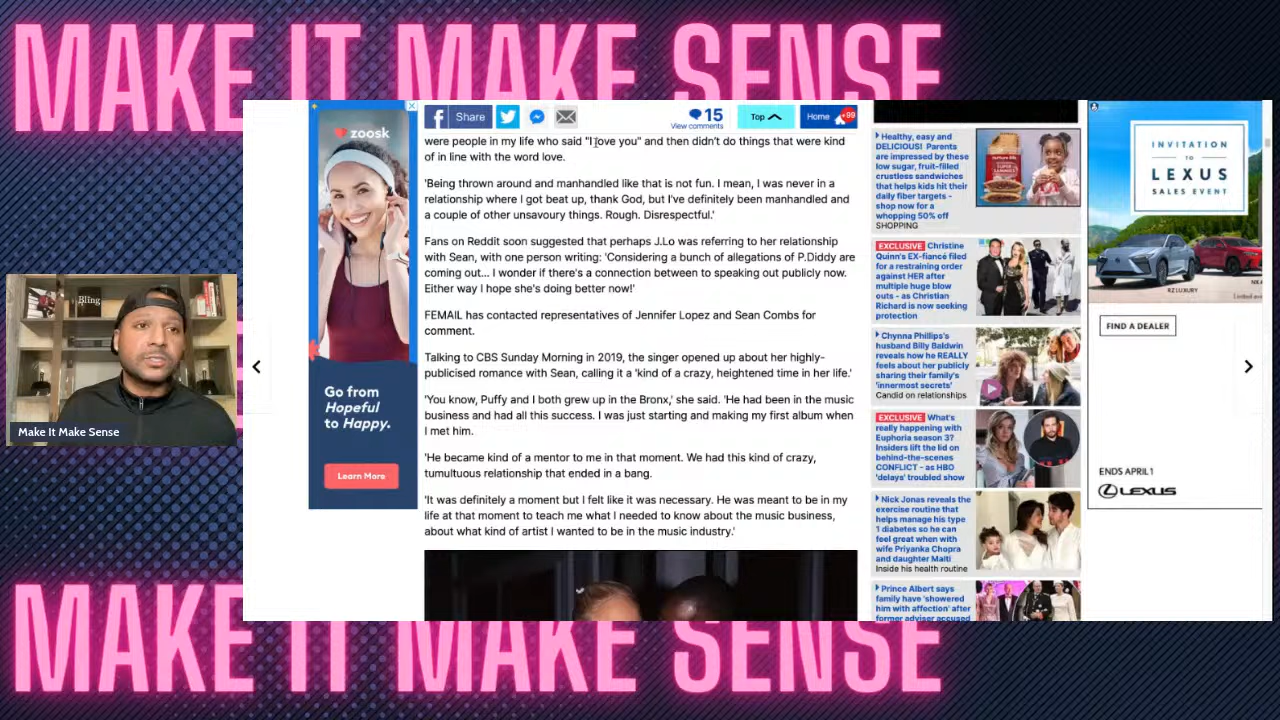 MAKE IT MAKE SENSE
zoosk
Go from
Hopeful
to Happy.
Learn More
Bling
Make It Make Sense
Share
15
View comments
Top
Home
+99
were people in my life who said "I love you" and then didn't do things that were kind
of in line with the word love.
'Being thrown around and manhandled like that is not fun. I mean, I was never in a
relationship where I got beat up, thank God, but I've definitely been manhandled and
a couple of other unsavoury things. Rough. Disrespectful.'
Fans on Reddit soon suggested that perhaps J.Lo was referring to her relationship
with Sean, with one person writing: 'Considering a bunch of allegations of P.Diddy are
coming out... I wonder if there's a connection between to speaking out publicly now.
Either way I hope she's doing better now!'
FEMAIL has contacted representatives of Jennifer Lopez and Sean Combs for
comment.
Talking to CBS Sunday Morning in 2019, the singer opened up about her highly-
publicised romance with Sean, calling it a 'kind of a crazy, heightened time in her life.'
'You know, Puffy and I both grew up in the Bronx,' she said. 'He had been in the music
business and had all this success. I was just starting and making my first album when
I met him.
'He became kind of a mentor to me in that moment. We had this kind of crazy,
tumultuous relationship that ended in a bang.
'It was definitely a moment but I felt like it was necessary. He was meant to be in my
life at that moment to teach me what I needed to know about the music business,
about what kind of artist I wanted to be in the music industry.'
Healthy, easy and
DELICIOUS! Parents
are impressed by these
low sugar, fruit-filled
crustless sandwiches
that helps kids hit their
daily fiber targets -
shop now for a
whopping 50% off
SHOPPING
EXCLUSIVE Christine
Quinn's EX-fiancé filed
for a restraining order
against HER after
multiple huge blow
outs - as Christian
Richard is now seeking
protection
Chynna Phillips's
husband Billy Baldwin
reveals how he REALLY
feels about her publicly
sharing their family's
'innermost secrets'
Candid on relationships
EXCLUSIVE What's
really happening with
Euphoria season 3?
Insiders lift the lid on
behind-the-scenes
CONFLICT - as HBO
'delays' troubled show
Nick Jonas reveals the
exercise routine that
helps manage his type
1 diabetes so he can
feel great when with
wife Priyanka Chopra
and daughter Malti
Inside his health routine
Prince Albert says
family have 'showered
him with affection' after
former adviser accused
INVITATION
TO
LEXUS
SALES EVENT
RZ LUXURY
FIND A DEALER
ENDS APRIL 1
LEXUS
MAKE IT MAKE SENSE